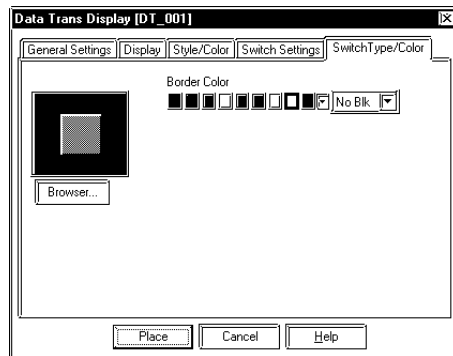 Data Trans Display [DT_001]
General Settings Display Style/Color Switch Settings SwitchType/Color
Border Color
No Blk
Browser...
Place Cancel Help